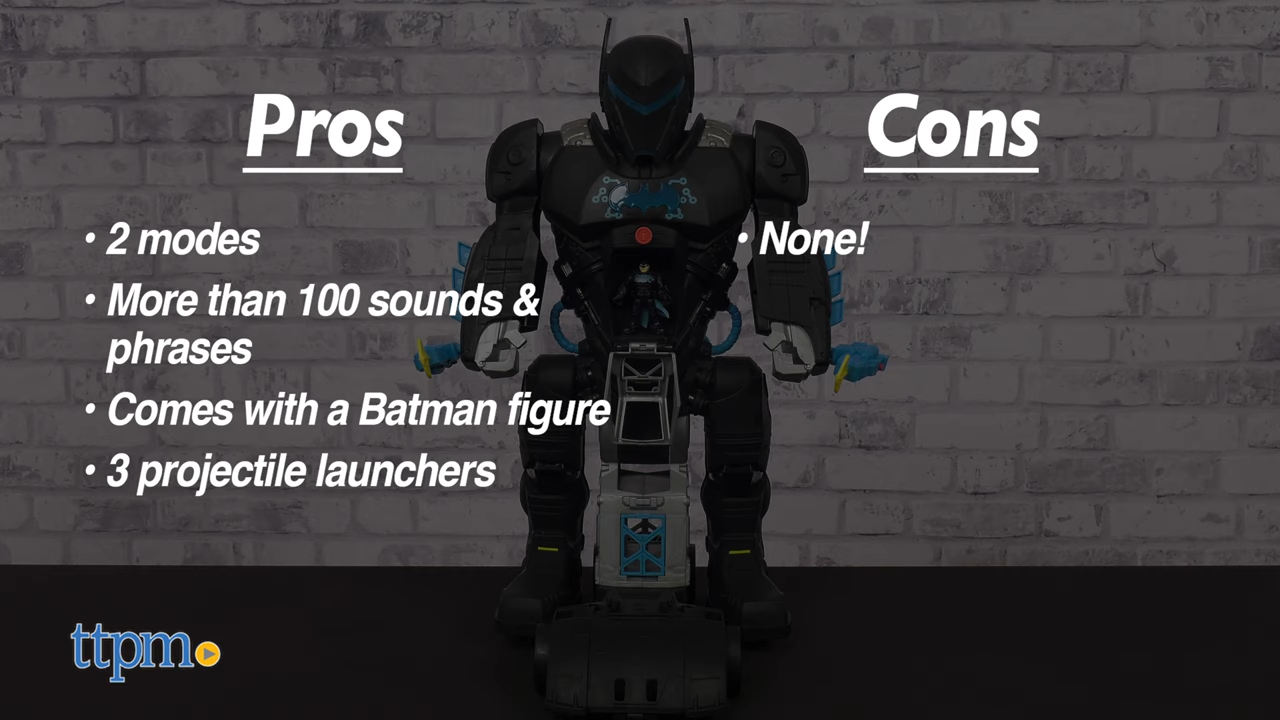 Pros
• 2 modes
• More than 100 sounds &
phrases
• Comes with a Batman figure
• 3 projectile launchers
Cons
• None!
ttpm